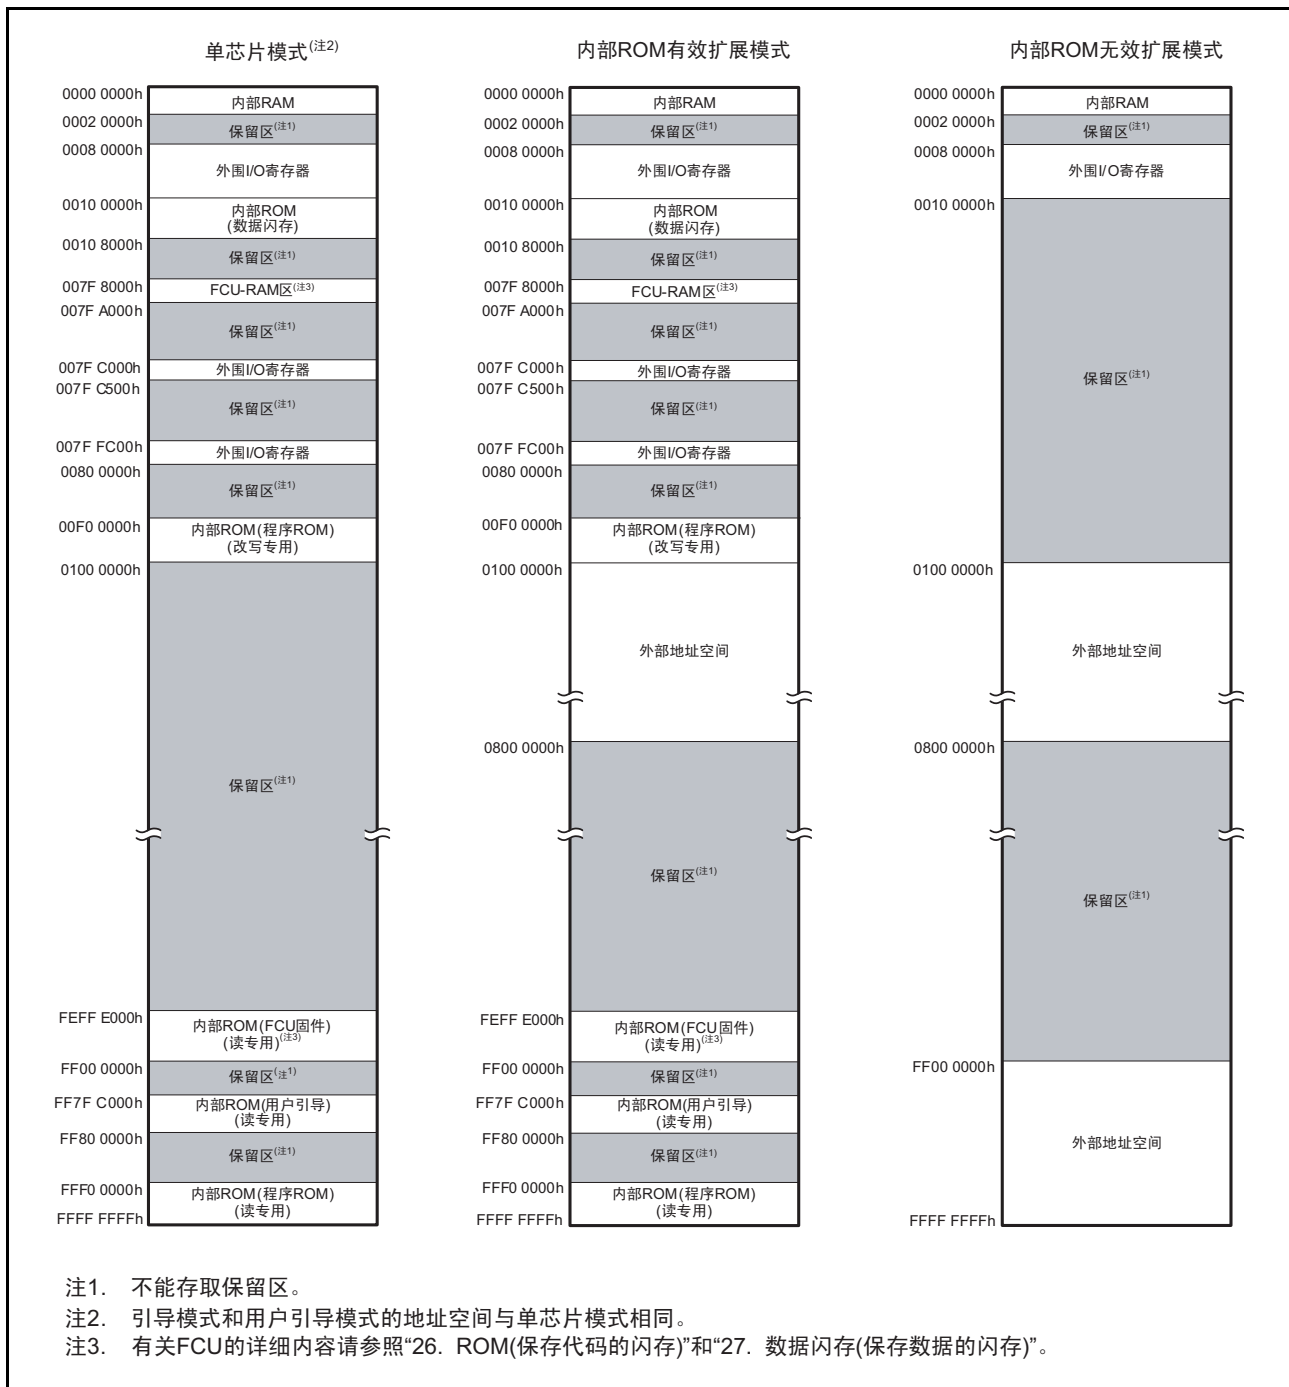 单芯片模式(注2)
0000 0000h
内部RAM
0002 0000h
保留区(注1)
0008 0000h
外围I/O寄存器
0010 0000h
内部ROM
(数据闪存)
0010 8000h
保留区(注1)
007F 8000h
FCU-RAM区(注3)
007F A000h
保留区(注1)
007F C000h
外围I/O寄存器
007F C500h
保留区(注1)
007F FC00h
外围I/O寄存器
0080 0000h
保留区(注1)
00F0 0000h
内部ROM(程序ROM)
(改写专用)
0100 0000h
保留区(注1)
FEFF E000h
内部ROM(FCU固件)
(读专用)(注3)
FF00 0000h
保留区(注1)
FF7F C000h
内部ROM(用户引导)
(读专用)
FF80 0000h
保留区(注1)
FFF0 0000h
内部ROM(程序ROM)
(读专用)
FFFF FFFFh
内部ROM有效扩展模式
0000 0000h
内部RAM
0002 0000h
保留区(注1)
0008 0000h
外围I/O寄存器
0010 0000h
内部ROM
(数据闪存)
0010 8000h
保留区(注1)
007F 8000h
FCU-RAM区(注3)
007F A000h
保留区(注1)
007F C000h
外围I/O寄存器
007F C500h
保留区(注1)
007F FC00h
外围I/O寄存器
0080 0000h
保留区(注1)
00F0 0000h
内部ROM(程序ROM)
(改写专用)
0100 0000h
外部地址空间
0800 0000h
保留区(注1)
FEFF E000h
内部ROM(FCU固件)
(读专用)(注3)
FF00 0000h
保留区(注1)
FF7F C000h
内部ROM(用户引导)
(读专用)
FF80 0000h
保留区(注1)
FFF0 0000h
内部ROM(程序ROM)
(读专用)
FFFF FFFFh
内部ROM无效扩展模式
0000 0000h
内部RAM
0002 0000h
保留区(注1)
0008 0000h
外围I/O寄存器
0010 0000h
保留区(注1)
0100 0000h
外部地址空间
0800 0000h
保留区(注1)
FF00 0000h
外部地址空间
FFFF FFFFh
注1. 不能存取保留区。
注2. 引导模式和用户引导模式的地址空间与单芯片模式相同。
注3. 有关FCU的详细内容请参照“26. ROM(保存代码的闪存)”和“27. 数据闪存(保存数据的闪存)”。